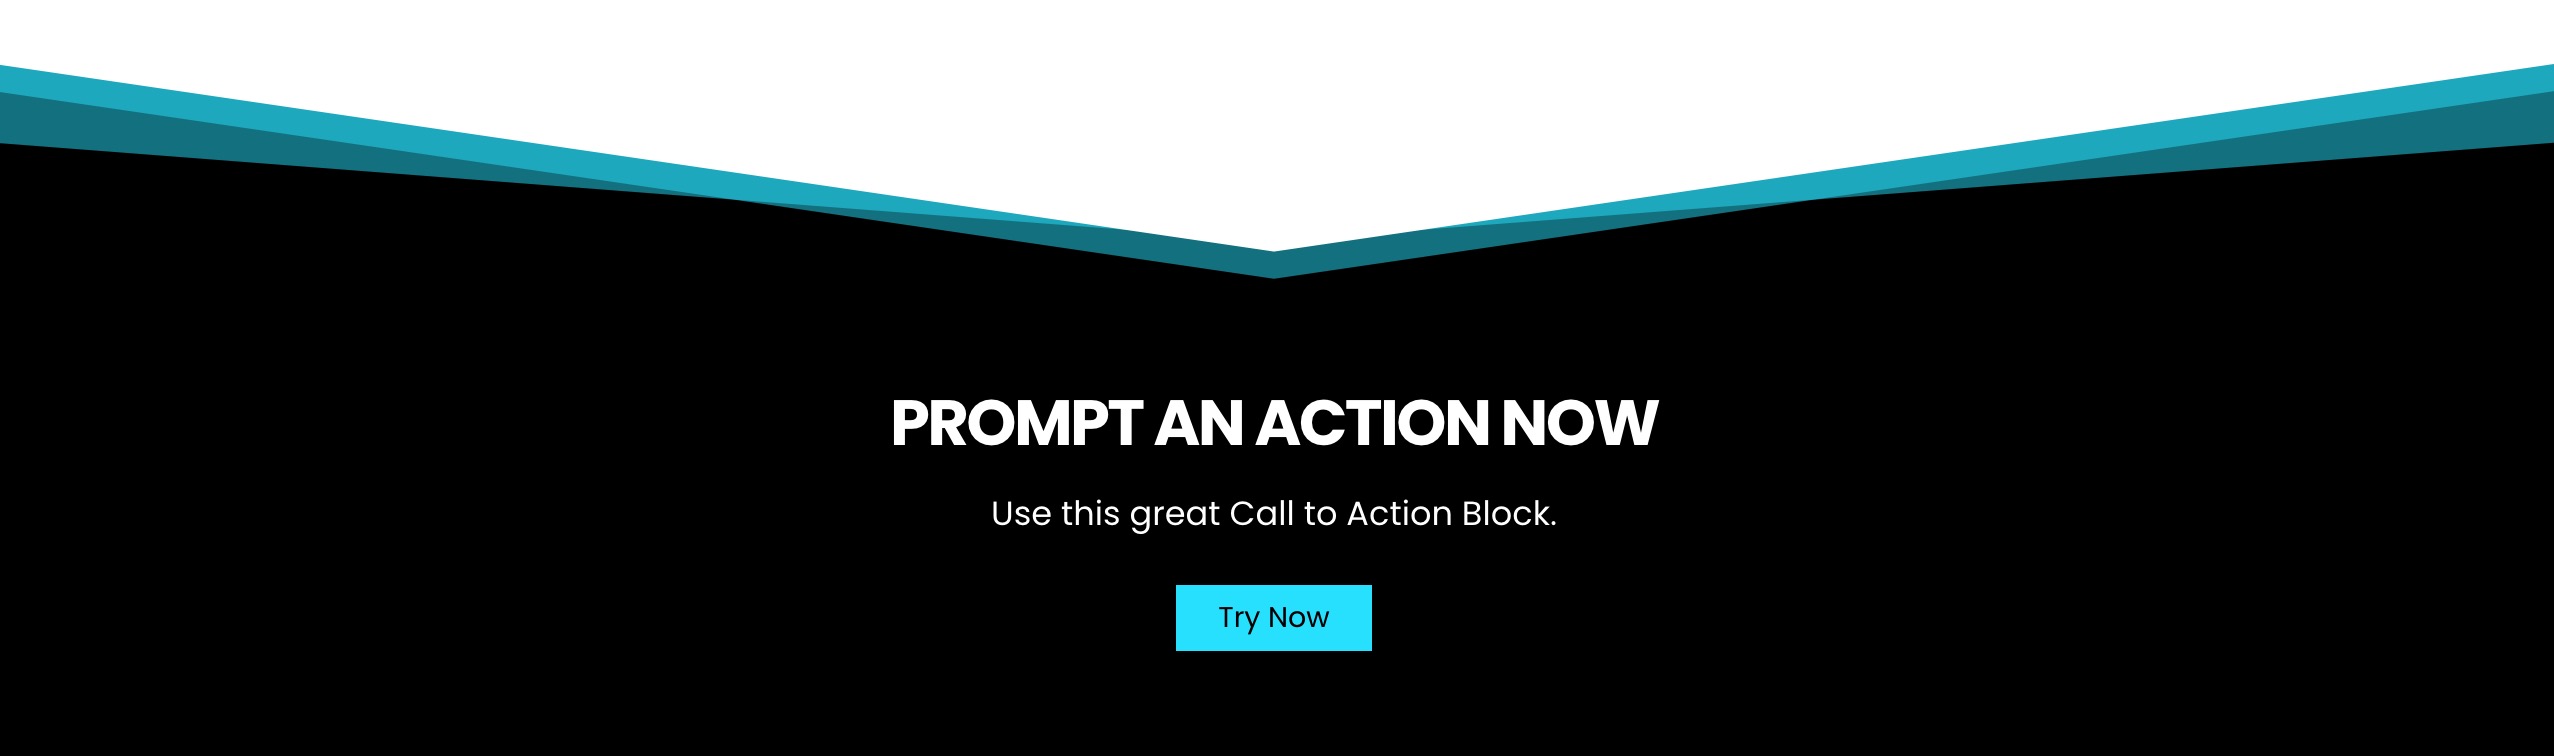 PROMPT AN ACTION NOW
Use this great Call to Action Block.
Try Now